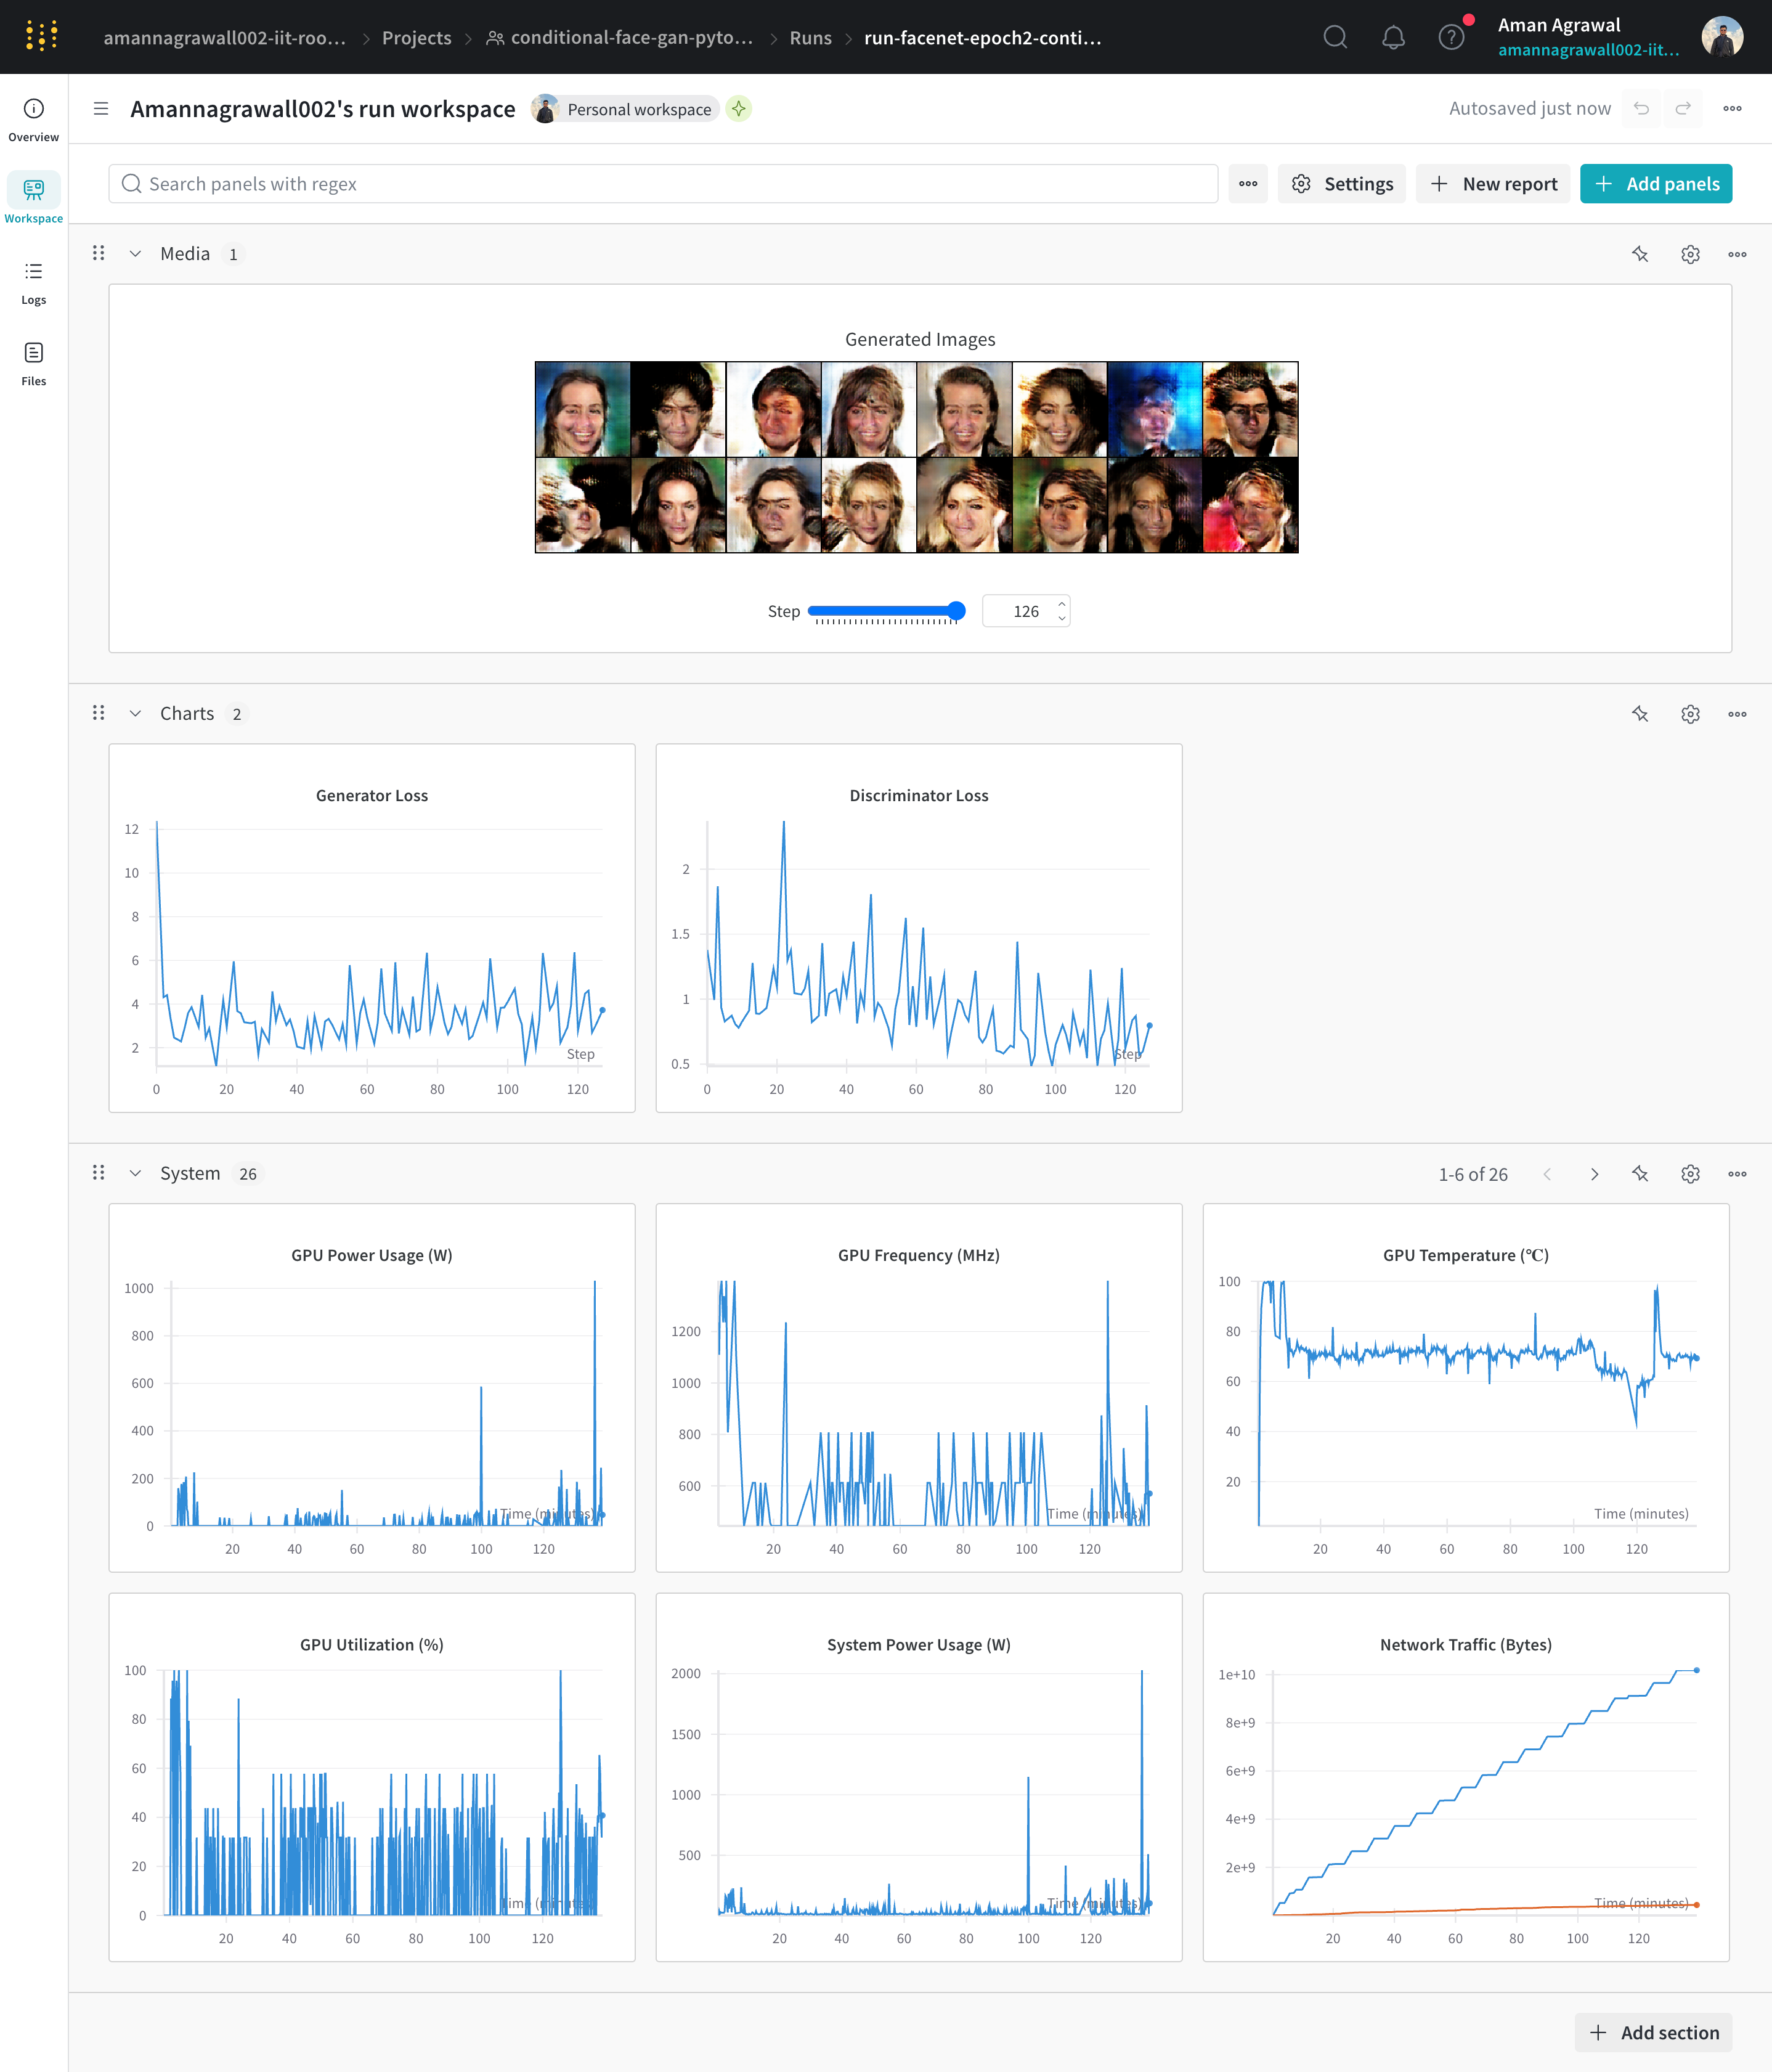 amannagrawall002-iit-roo... > Projects > conditional-face-gan-pyto... > Runs > run-facenet-epoch2-conti...
Aman Agrawal
amannagrawall002-iit...
Overview
Workspace
Logs
Files
Amannagrawall002's run workspace
Personal workspace
Autosaved just now
Search panels with regex
Settings
New report
Add panels
Media 1
Generated Images
Step 126
Charts 2
Generator Loss
12
10
8
6
4
2
Step
0 20 40 60 80 100 120
Discriminator Loss
2
1.5
1
0.5
Step
0 20 40 60 80 100 120
System 26
1-6 of 26
GPU Power Usage (W)
1000
800
600
400
200
0
Time (minutes)
20 40 60 80 100 120
GPU Frequency (MHz)
1200
1000
800
600
Time (minutes)
20 40 60 80 100 120
GPU Temperature (℃)
100
80
60
40
20
Time (minutes)
20 40 60 80 100 120
GPU Utilization (%)
100
80
60
40
20
0
Time (minutes)
20 40 60 80 100 120
System Power Usage (W)
2000
1500
1000
500
Time (minutes)
20 40 60 80 100 120
Network Traffic (Bytes)
1e+10
8e+9
6e+9
4e+9
2e+9
Time (minutes)
20 40 60 80 100 120
Add section